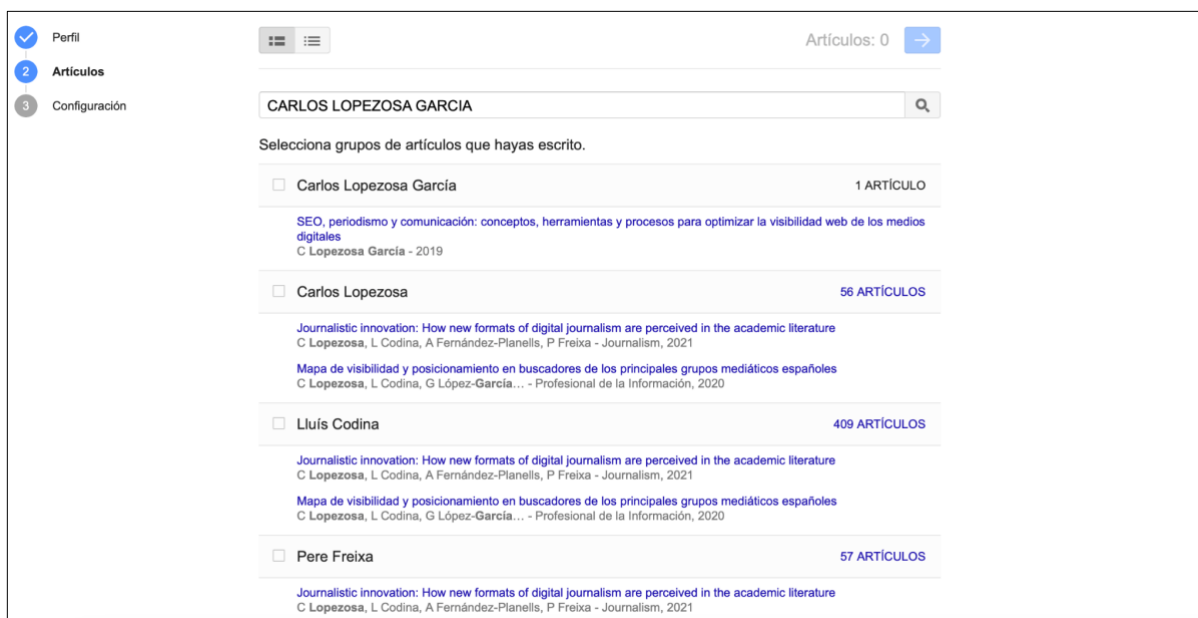 Perfil
2 Artículos
3 Configuración
Artículos: 0
CARLOS LOPEZOSA GARCIA
Selecciona grupos de artículos que hayas escrito.
Carlos Lopezosa García 1 ARTÍCULO
SEO, periodismo y comunicación: conceptos, herramientas y procesos para optimizar la visibilidad web de los medios
digitales
C Lopezosa García - 2019
Carlos Lopezosa 56 ARTÍCULOS
Journalistic innovation: How new formats of digital journalism are perceived in the academic literature
C Lopezosa, L Codina, A Fernández-Planells, P Freixa - Journalism, 2021
Mapa de visibilidad y posicionamiento en buscadores de los principales grupos mediáticos españoles
C Lopezosa, L Codina, G López-García... - Profesional de la Información, 2020
Lluís Codina 409 ARTÍCULOS
Journalistic innovation: How new formats of digital journalism are perceived in the academic literature
C Lopezosa, L Codina, A Fernández-Planells, P Freixa - Journalism, 2021
Mapa de visibilidad y posicionamiento en buscadores de los principales grupos mediáticos españoles
C Lopezosa, L Codina, G López-García... - Profesional de la Información, 2020
Pere Freixa 57 ARTÍCULOS
Journalistic innovation: How new formats of digital journalism are perceived in the academic literature
C Lopezosa, L Codina, A Fernández-Planells, P Freixa - Journalism, 2021